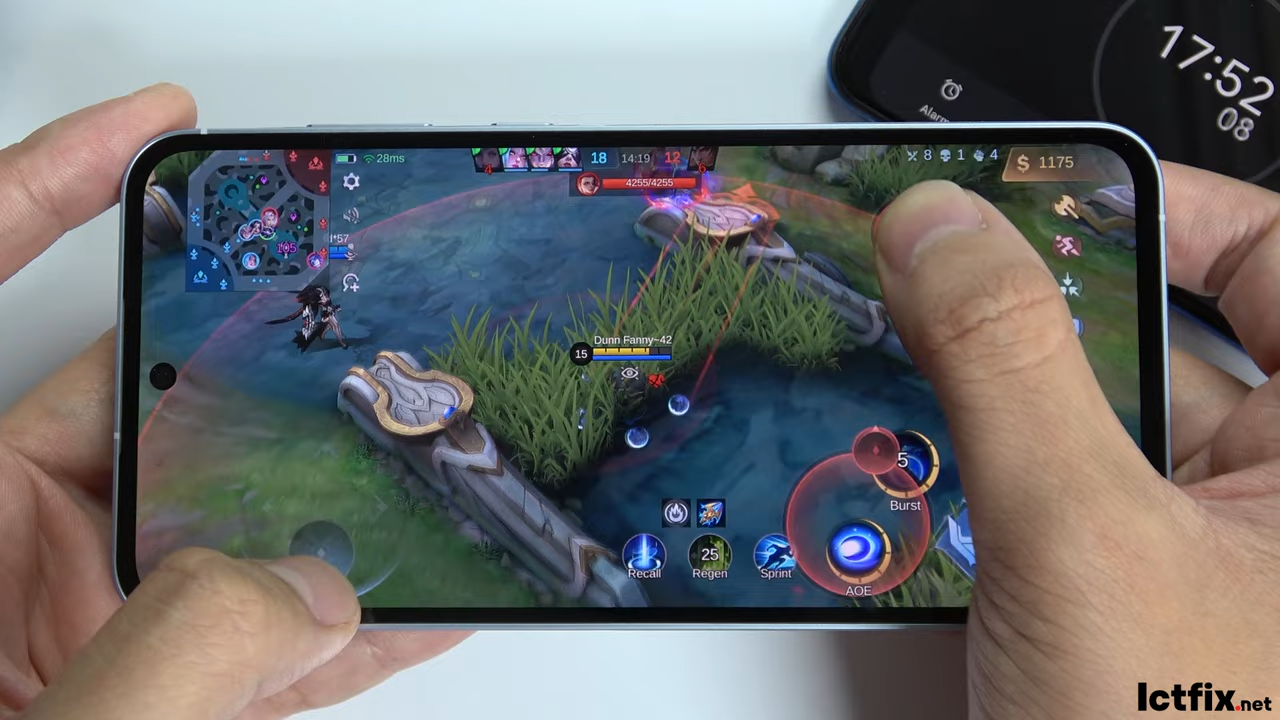 17:52
08
Alarm
28ms
18 14:19 12
8 1 4
$ 1175
4255/4255
105
Dunn Fanny~42
15
5
Burst
25
Recall Regen Sprint
AOE
Ictfix.net